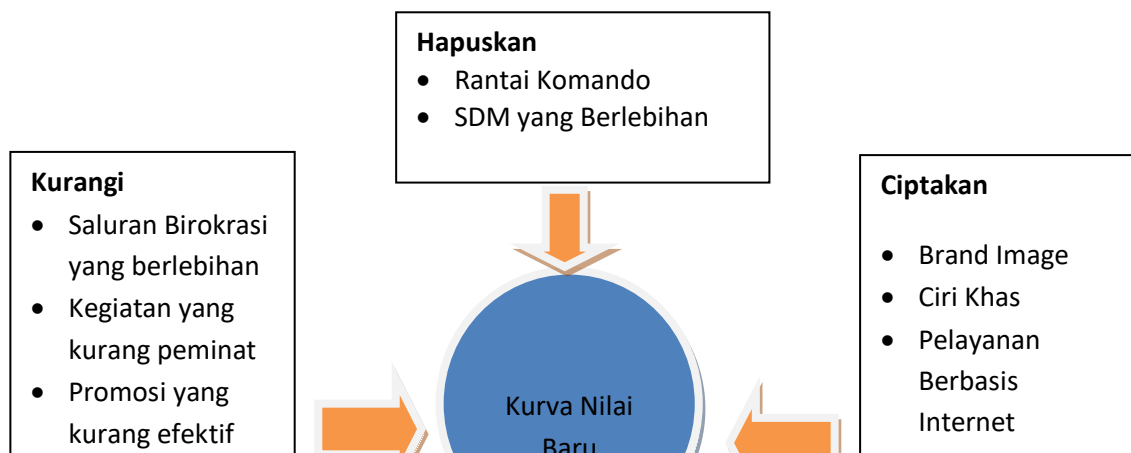 Hapuskan
• Rantai Komando
• SDM yang Berlebihan
Kurangi
• Saluran Birokrasi
yang berlebihan
• Kegiatan yang
kurang peminat
• Promosi yang
kurang efektif
Ciptakan
• Brand Image
• Ciri Khas
• Pelayanan
Berbasis
Internet
Kurva Nilai
Baru